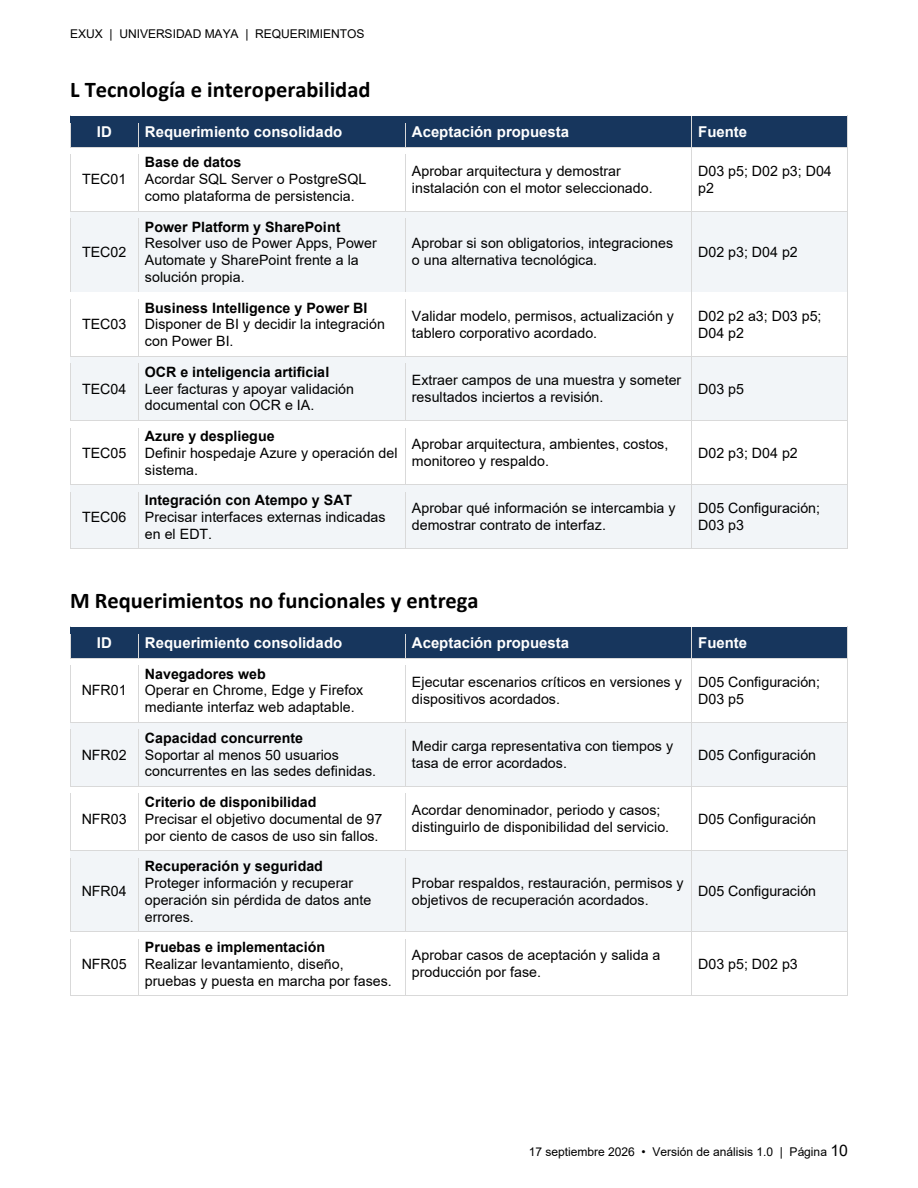 EXUX | UNIVERSIDAD MAYA | REQUERIMIENTOS
L Tecnología e interoperabilidad
ID Requerimiento consolidado Aceptación propuesta Fuente
TEC01
Base de datos
Acordar SQL Server o PostgreSQL
como plataforma de persistencia.
Aprobar arquitectura y demostrar
instalación con el motor seleccionado.
D03 p5; D02 p3; D04
p2
TEC02
Power Platform y SharePoint
Resolver uso de Power Apps, Power
Automate y SharePoint frente a la
solución propia.
Aprobar si son obligatorios, integraciones
o una alternativa tecnológica.
D02 p3; D04 p2
TEC03
Business Intelligence y Power BI
Disponer de BI y decidir la integración
con Power BI.
Validar modelo, permisos, actualización y
tablero corporativo acordado.
D02 p2 a3; D03 p5;
D04 p2
TEC04
OCR e inteligencia artificial
Leer facturas y apoyar validación
documental con OCR e IA.
Extraer campos de una muestra y someter
resultados inciertos a revisión.
D03 p5
TEC05
Azure y despliegue
Definir hospedaje Azure y operación del
sistema.
Aprobar arquitectura, ambientes, costos,
monitoreo y respaldo.
D02 p3; D04 p2
TEC06
Integración con Atempo y SAT
Precisar interfaces externas indicadas
en el EDT.
Aprobar qué información se intercambia y
demostrar contrato de interfaz.
D05 Configuración;
D03 p3
M Requerimientos no funcionales y entrega
ID Requerimiento consolidado Aceptación propuesta Fuente
NFR01
Navegadores web
Operar en Chrome, Edge y Firefox
mediante interfaz web adaptable.
Ejecutar escenarios críticos en versiones y
dispositivos acordados.
D05 Configuración;
D03 p5
NFR02
Capacidad concurrente
Soportar al menos 50 usuarios
concurrentes en las sedes definidas.
Medir carga representativa con tiempos y
tasa de error acordados.
D05 Configuración
NFR03
Criterio de disponibilidad
Precisar el objetivo documental de 97
por ciento de casos de uso sin fallos.
Acordar denominador, periodo y casos;
distinguirlo de disponibilidad del servicio.
D05 Configuración
NFR04
Recuperación y seguridad
Proteger información y recuperar
operación sin pérdida de datos ante
errores.
Probar respaldos, restauración, permisos y
objetivos de recuperación acordados.
D05 Configuración
NFR05
Pruebas e implementación
Realizar levantamiento, diseño,
pruebas y puesta en marcha por fases.
Aprobar casos de aceptación y salida a
producción por fase.
D03 p5; D02 p3
17 septiembre 2026 • Versión de análisis 1.0 | Página 10